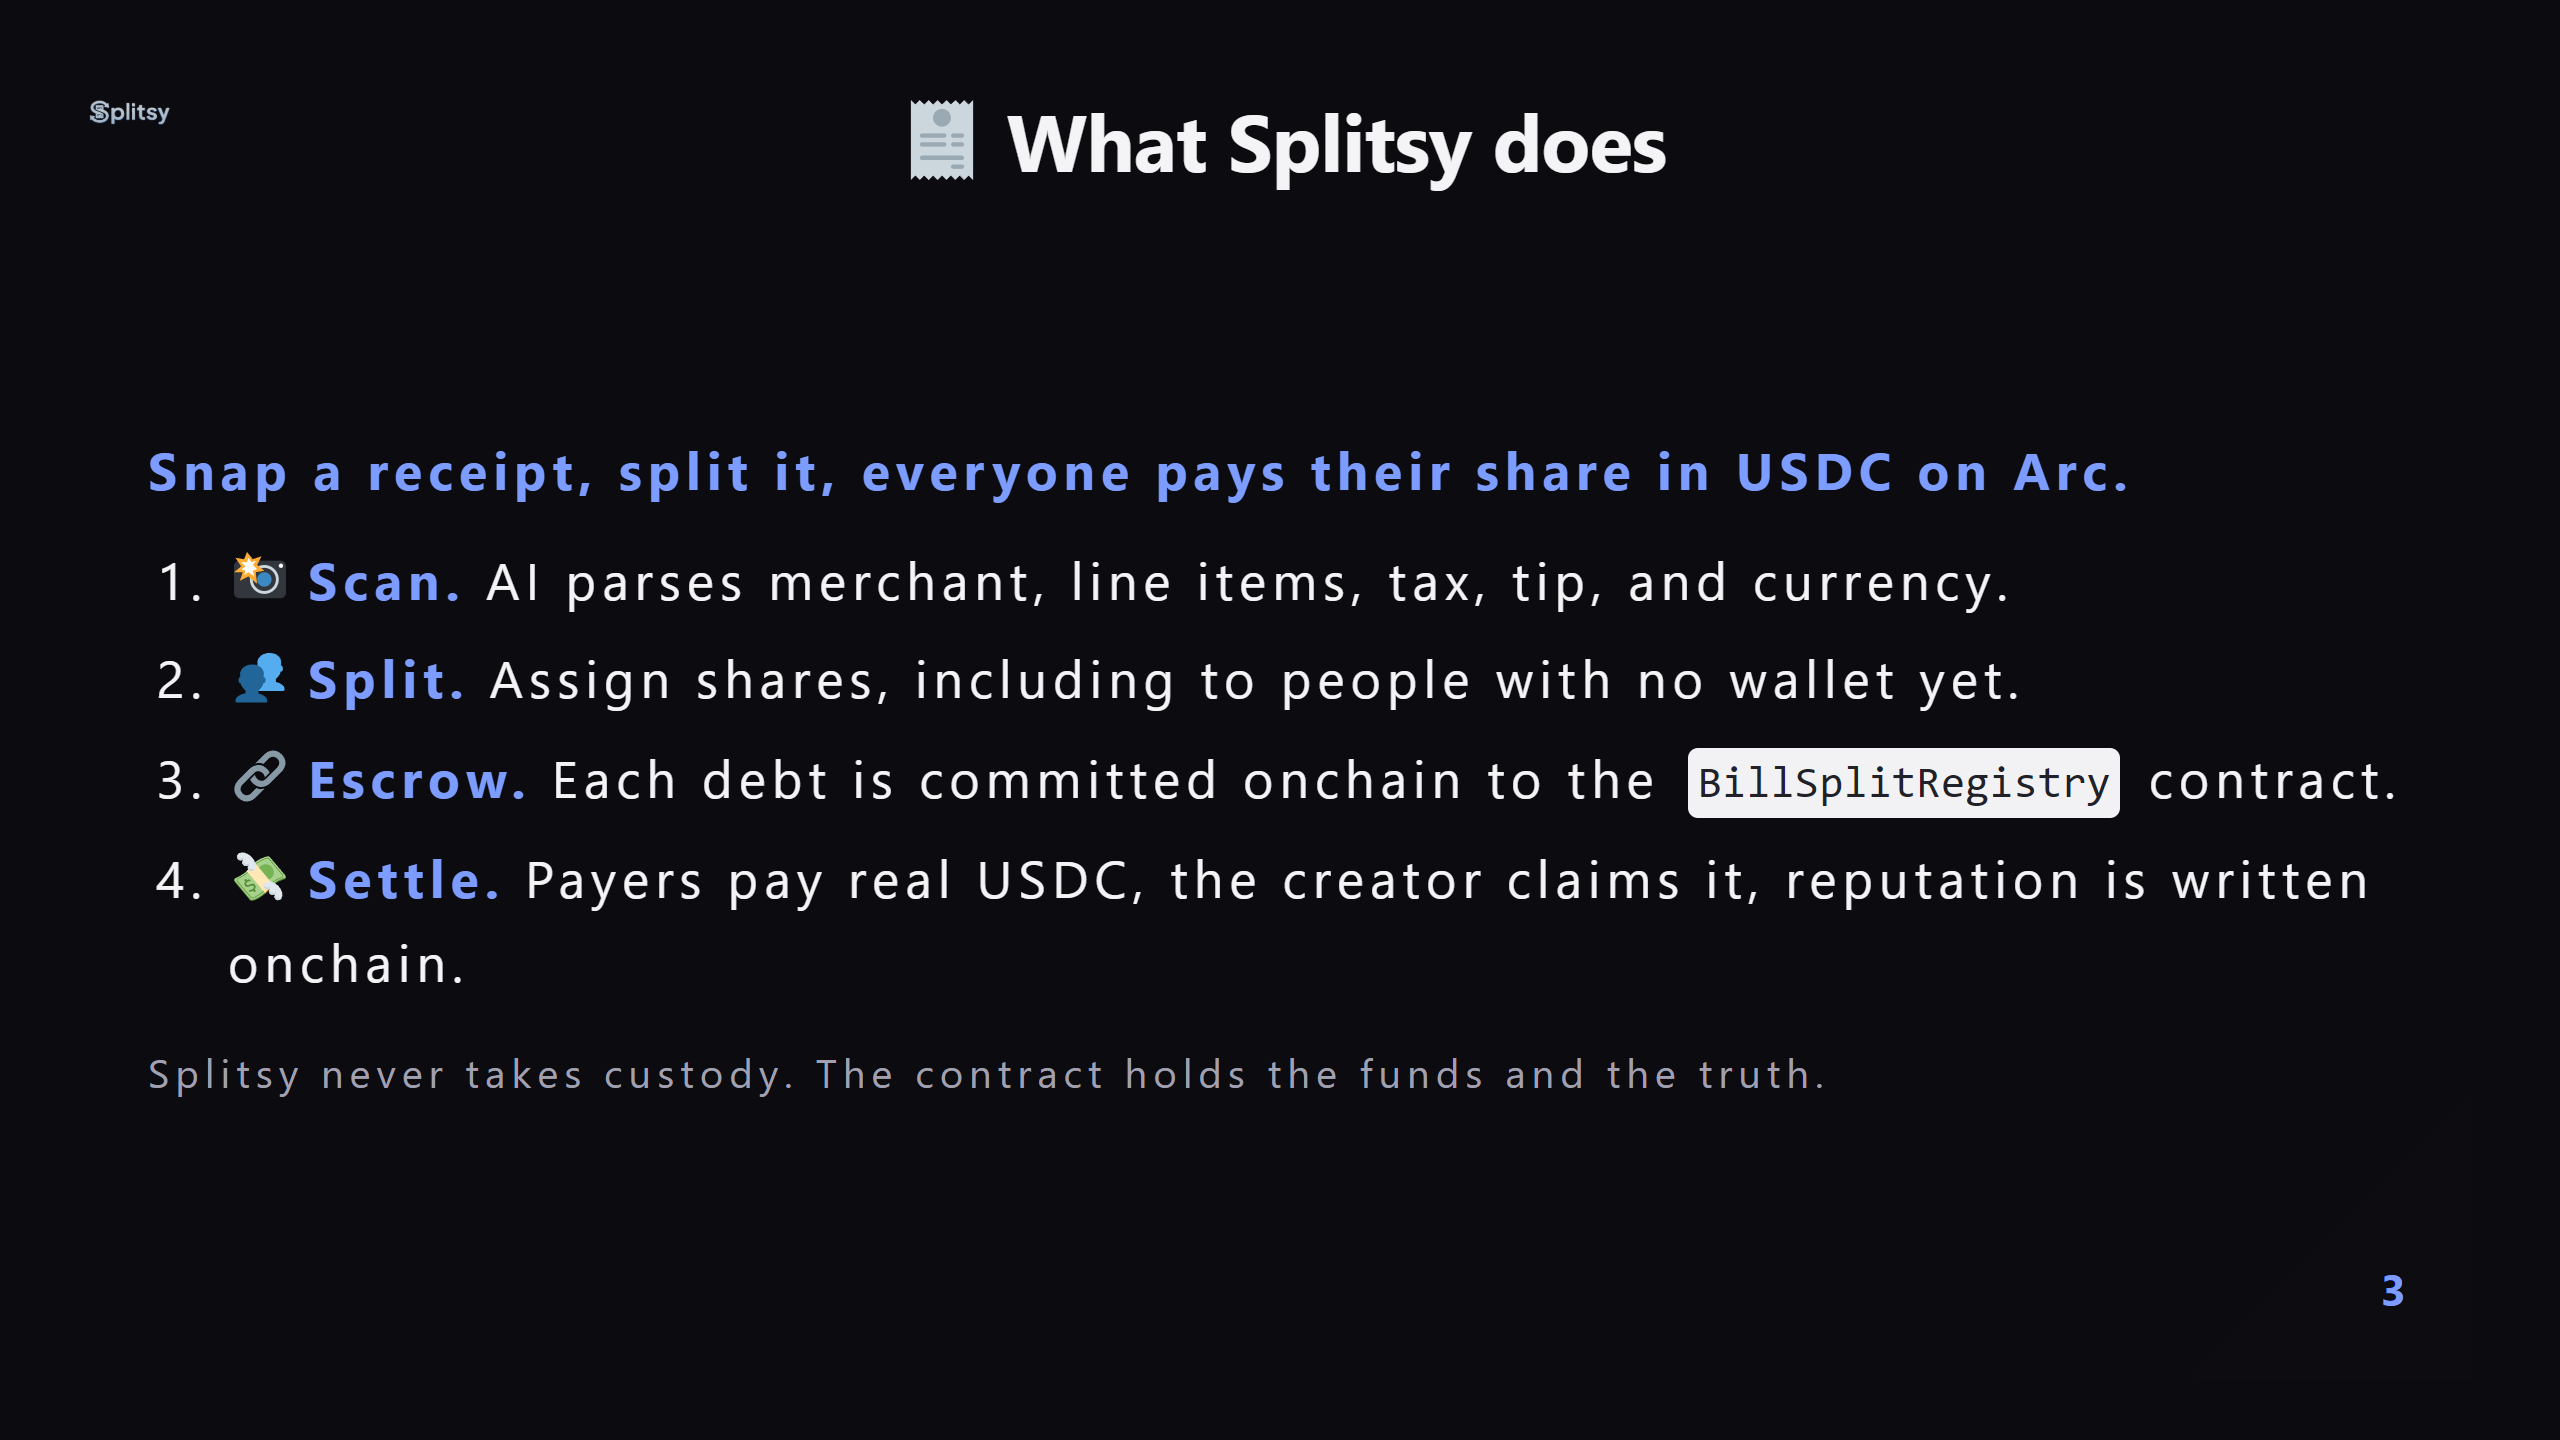 Splitsy
What Splitsy does
Snap a receipt, split it, everyone pays their share in USDC on Arc.
1. Scan. AI parses merchant, line items, tax, tip, and currency.
2. Split. Assign shares, including to people with no wallet yet.
3. Escrow. Each debt is committed onchain to the BillSplitRegistry contract.
4. Settle. Payers pay real USDC, the creator claims it, reputation is written
onchain.
Splitsy never takes custody. The contract holds the funds and the truth.
3